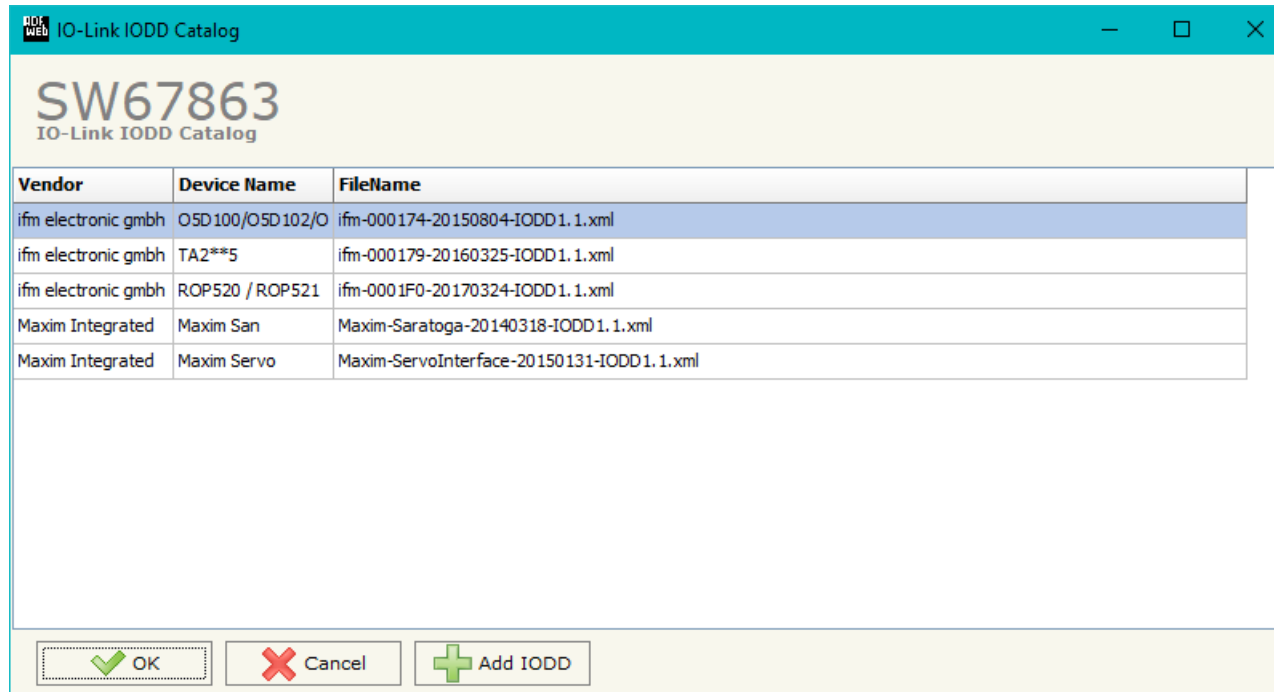 ADF WEB IO-Link IODD Catalog
SW67863
IO-Link IODD Catalog
Vendor Device Name FileName
ifm electronic gmbh O5D100/O5D102/O ifm-000174-20150804-IODD1.1.xml
ifm electronic gmbh TA2**5 ifm-000179-20160325-IODD1.1.xml
ifm electronic gmbh ROP520 / ROP521 ifm-0001F0-20170324-IODD1.1.xml
Maxim Integrated Maxim San Maxim-Saratoga-20140318-IODD1.1.xml
Maxim Integrated Maxim Servo Maxim-ServoInterface-20150131-IODD1.1.xml
OK Cancel Add IODD